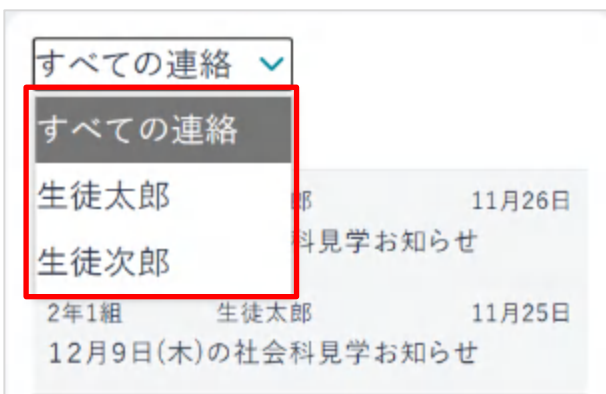 すべての連絡
すべての連絡
生徒太郎
郎 11月26日
科見学お知らせ
生徒次郎
2年1組 生徒太郎 11月25日
12月9日(木)の社会科見学お知らせ